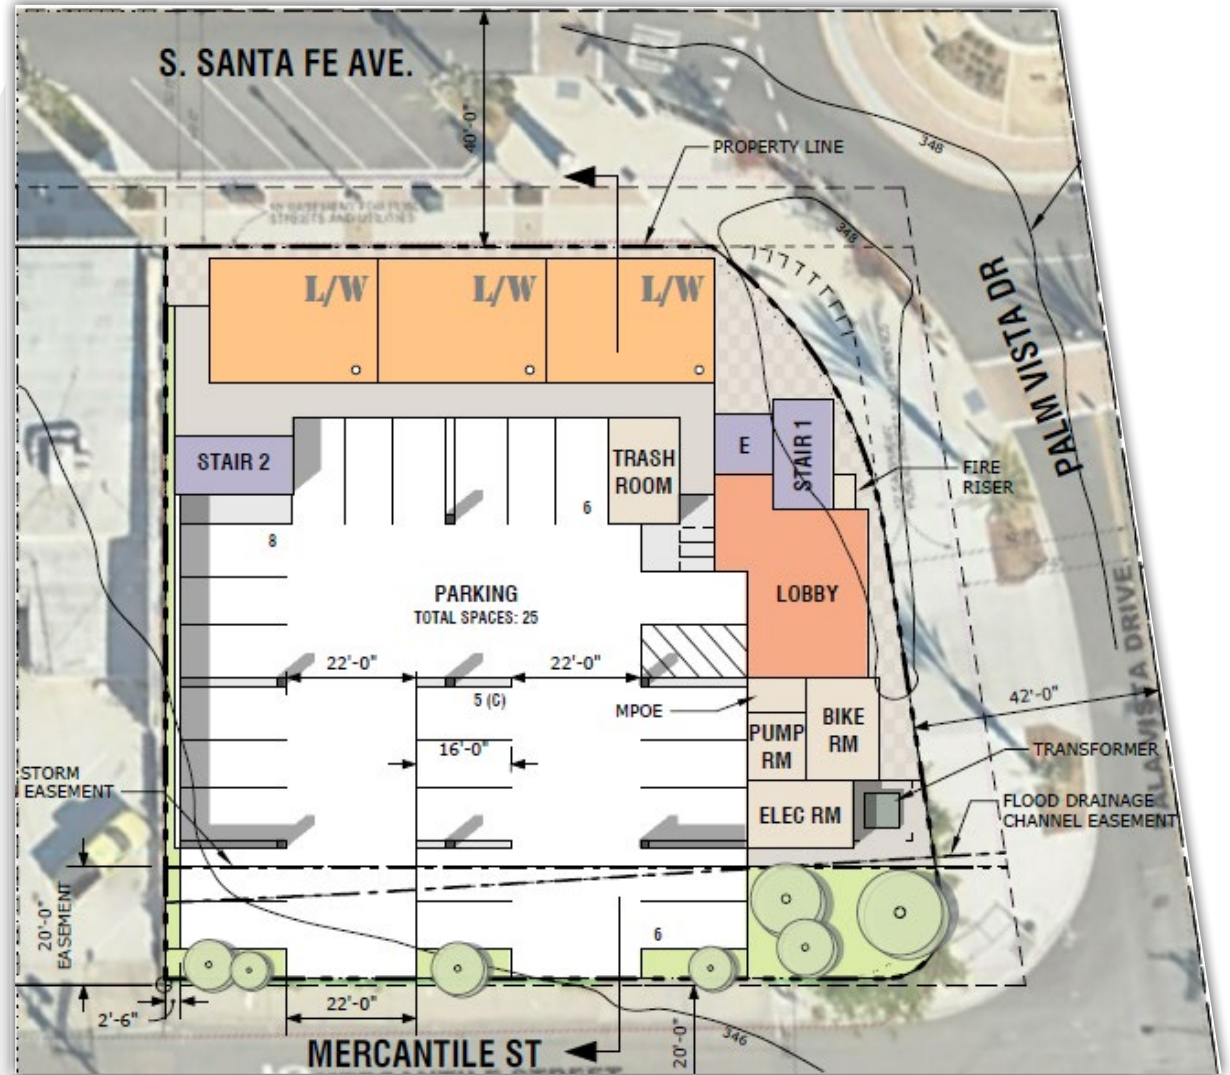 S. SANTA FE AVE.
40'-0"
PROPERTY LINE
348
348
PALM VISTA DR
L/W
L/W
L/W
STAIR 2
TRASH
ROOM
E
STAIR 1
FIRE
RISER
6
8
PARKING
TOTAL SPACES: 25
LOBBY
22'-0"
22'-0"
5 (C)
MPOE
16'-0"
PUMP
RM
BIKE
RM
42'-0"
TRANSFORMER
STORM
EASEMENT
ELEC RM
FLOOD DRAINAGE
CHANNEL EASEMENT
20'-0"
EASEMENT
6
2'-6"
22'-0"
20'-0"
346
MERCANTILE ST